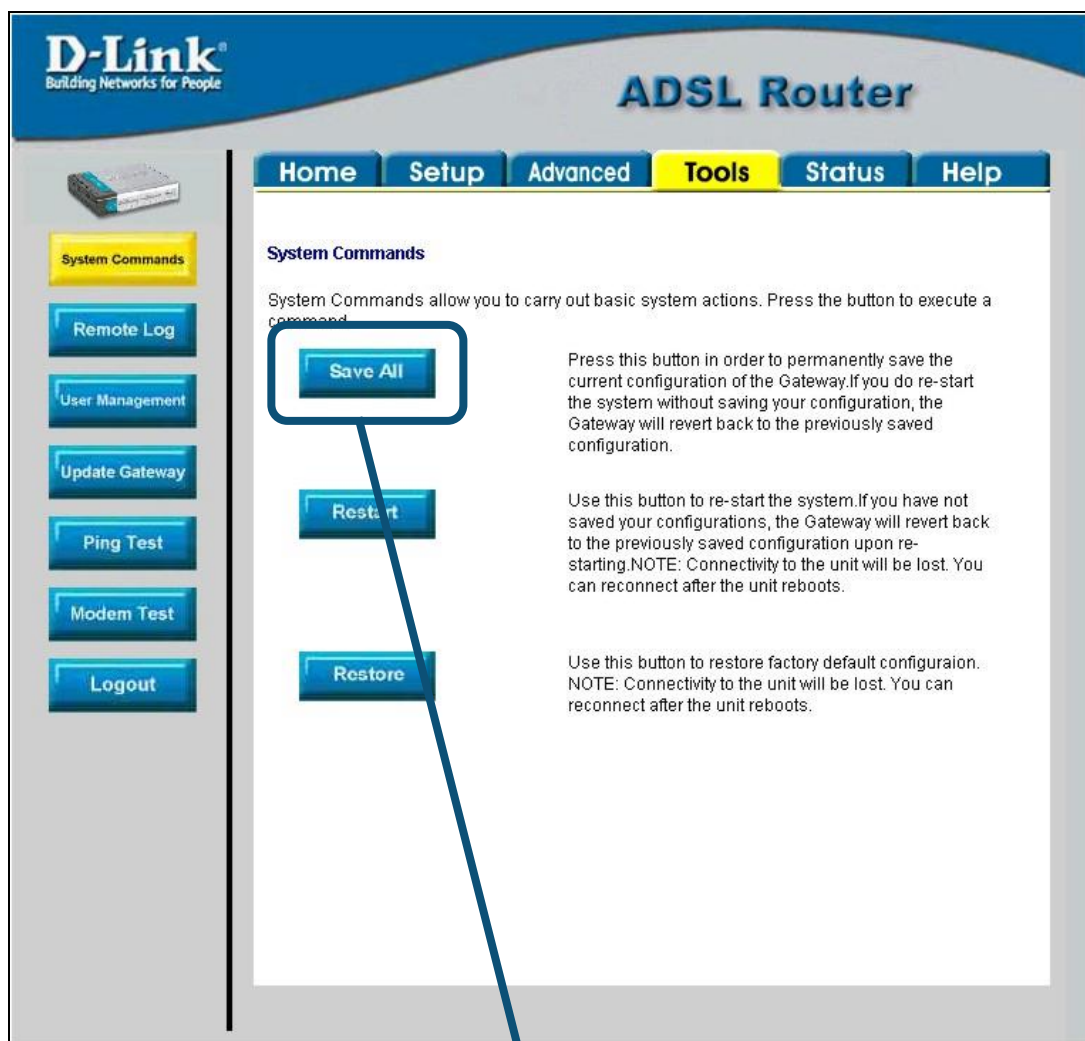 D-Link®
Building Networks for People
ADSL Router
Home Setup Advanced Tools Status Help
System Commands
Remote Log
User Management
Update Gateway
Ping Test
Modem Test
Logout
System Commands
System Commands allow you to carry out basic system actions. Press the button to execute a
command.
Save All
Press this button in order to permanently save the
current configuration of the Gateway.If you do re-start
the system without saving your configuration, the
Gateway will revert back to the previously saved
configuration.
Restart
Use this button to re-start the system.If you have not
saved your configurations, the Gateway will revert back
to the previously saved configuration upon re-
starting.NOTE: Connectivity to the unit will be lost. You
can reconnect after the unit reboots.
Restore
Use this button to restore factory default configuraion.
NOTE: Connectivity to the unit will be lost. You can
reconnect after the unit reboots.